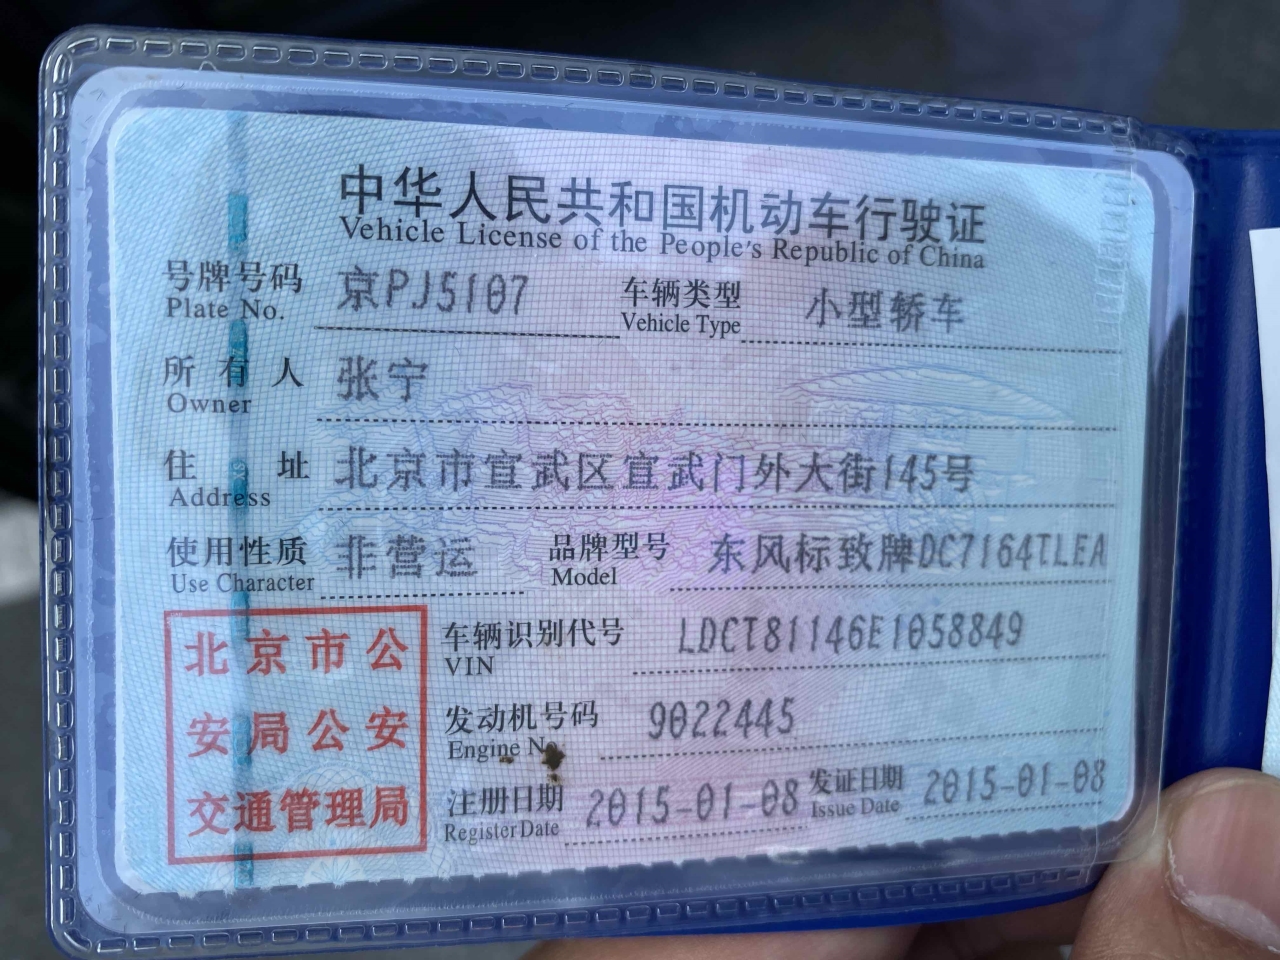 中华人民共和国机动车行驶证
Vehicle License of the People's Republic of China
号牌号码 京PJ5107 车辆类型 小型轿车
Plate No. Vehicle Type
所有人 张宁
Owner
住址 北京市宣武区宣武门外大街145号
Address
使用性质 非营运 品牌型号 东风标致牌DC7164TLEA
Use Character Model
北京市公
安局公安
交通管理局
车辆识别代号 LDCT81146E1058849
VIN
发动机号码 9022445
Engine No.
注册日期 2015-01-08 发证日期 2015-01-08
Register Date Issue Date